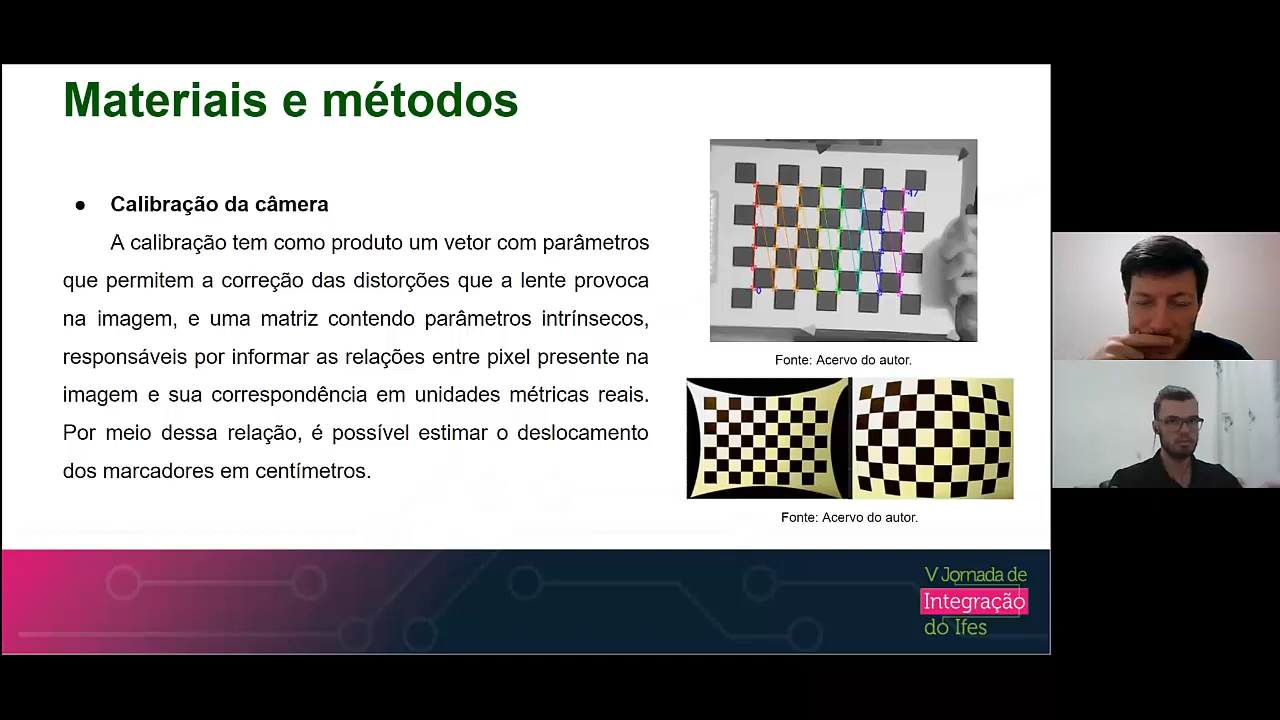 Materiais e métodos
● Calibração da câmera
A calibração tem como produto um vetor com parâmetros
que permitem a correção das distorções que a lente provoca
na imagem, e uma matriz contendo parâmetros intrínsecos,
responsáveis por informar as relações entre pixel presente na
imagem e sua correspondência em unidades métricas reais.
Por meio dessa relação, é possível estimar o deslocamento
dos marcadores em centímetros.
47
0
Fonte: Acervo do autor.
Fonte: Acervo do autor.
V Jornada de
Integração
do Ifes